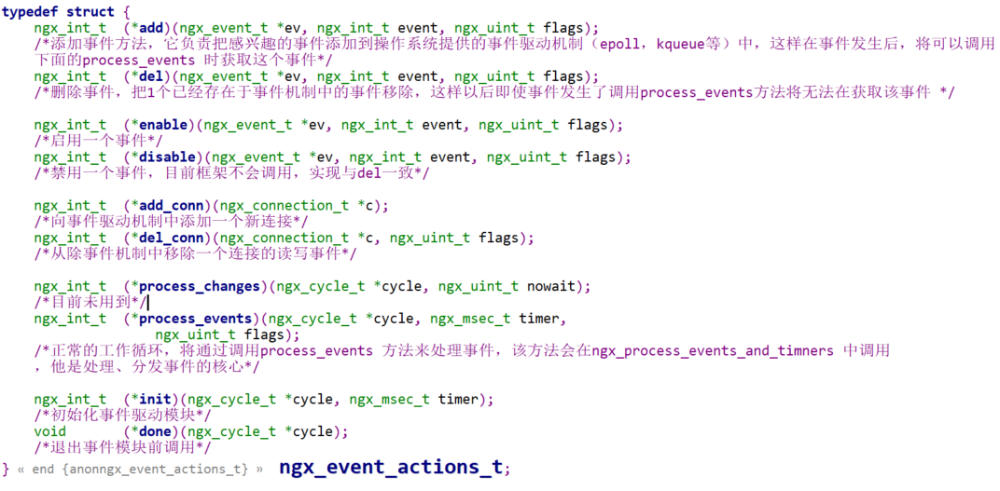 typedef struct {
ngx_int_t (*add)(ngx_event_t *ev, ngx_int_t event, ngx_uint_t flags);
/*添加事件方法，它负责把感兴趣的事件添加到操作系统提供的事件驱动机制（epoll，kqueue等）中，这样在事件发生后，将可以调用
下面的process_events 时获取这个事件*/
ngx_int_t (*del)(ngx_event_t *ev, ngx_int_t event, ngx_uint_t flags);
/*删除事件，把1个已经存在于事件机制中的事件移除，这样以后即使事件发生了调用process_events方法将无法在获取该事件 */
ngx_int_t (*enable)(ngx_event_t *ev, ngx_int_t event, ngx_uint_t flags);
/*启用一个事件*/
ngx_int_t (*disable)(ngx_event_t *ev, ngx_int_t event, ngx_uint_t flags);
/*禁用一个事件，目前框架不会调用，实现与del一致*/
ngx_int_t (*add_conn)(ngx_connection_t *c);
/*向事件驱动机制中添加一个新连接*/
ngx_int_t (*del_conn)(ngx_connection_t *c, ngx_uint_t flags);
/*从除事件机制中移除一个连接的读写事件*/
ngx_int_t (*process_changes)(ngx_cycle_t *cycle, ngx_uint_t nowait);
/*目前未用到*/
ngx_int_t (*process_events)(ngx_cycle_t *cycle, ngx_msec_t timer,
ngx_uint_t flags);
/*正常的工作循环，将通过调用process_events 方法来处理事件，该方法会在ngx_process_events_and_timners 中调用
，他是处理、分发事件的核心*/
ngx_int_t (*init)(ngx_cycle_t *cycle, ngx_msec_t timer);
/*初始化事件驱动模块*/
void (*done)(ngx_cycle_t *cycle);
/*退出事件模块前调用*/
} « end {anonngx_event_actions_t} » ngx_event_actions_t;